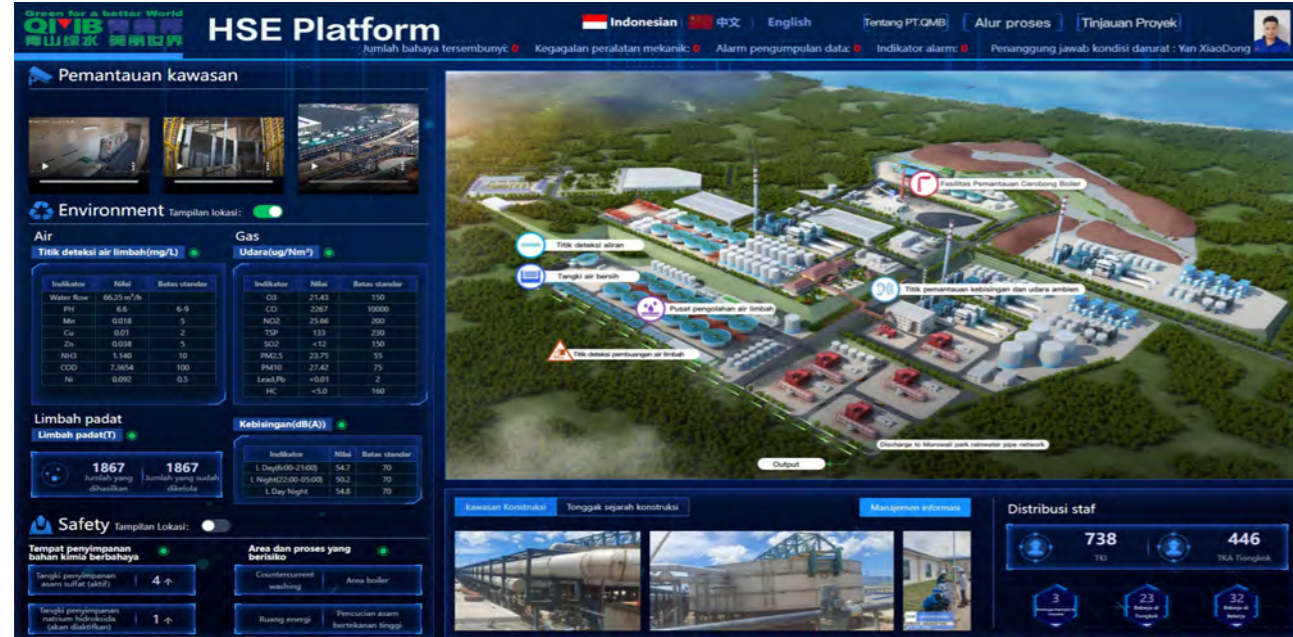 Green for a better World
QMB
青山绿水 美丽世界
HSE Platform
Indonesian
中文
English
Tentang PT.QMB
Alur proses
Tinjauan Proyek
Jumlah bahaya tersembunyi: 0
Kegagalan peralatan mekanik: 0
Alarm pengumpulan data: 0
Indikator alarm: 0
Penanggung jawab kondisi darurat : Yan XiaoDong
Pemantauan kawasan
Environment Tampilan lokasi:
Air
Titik deteksi air limbah(mg/L)
Indikator Nilai Batas standar
Water flow 66.35 m³/h
PH 6.6 6-9
Mn 0.018 5
Cu 0.01 2
Zn 0.038 5
NH3 1.140 10
COD 7.3654 100
Ni 0.092 0.5
Gas
Udara(ug/Nm³)
Indikator Nilai Batas standar
O3 21.43 150
CO 2267 10000
NO2 25.66 200
TSP 133 230
SO2 <12 150
PM2.5 23.75 55
PM10 27.42 75
Lead,Pb <0.01 2
HC <5.0 160
Limbah padat
Limbah padat(T)
1867
Jumlah yang
dihasilkan
1867
Jumlah yang sudah
dikelola
Kebisingan(dB(A))
Indikator Nilai Batas standar
L Day(6:00-21:00) 54.7 70
L Night(22:00-05:00) 50.2 70
L Day Night 54.8 70
Safety Tampilan Lokasi:
Tempat penyimpanan
bahan kimia berbahaya
Tangki penyimpanan
asam sulfat (aktif)
4个
Tangki penyimpanan
natrium hidroksida
(akan diaktifkan)
1个
Area dan proses yang
berisiko
Countercurrent
washing
Area boiler
Ruang energi
Pencucian asam
bertekanan tinggi
Fasilitas Pemantauan Cerobong Boiler
Titik deteksi aliran
Tangki air bersih
Titik pemantauan kebisingan dan udara ambien
Pusat pengolahan air limbah
Titik deteksi pembuangan air limbah
Discharge to Morowali park rainwater pipe network
Output
kawasan Konstruksi
Tonggak sejarah konstruksi
Manajemen informasi
Distribusi staf
738
TKI
446
TKA Tiongkok
3
23
Bekerja di
Tiongkok
32
Bekerja di
Bekerja